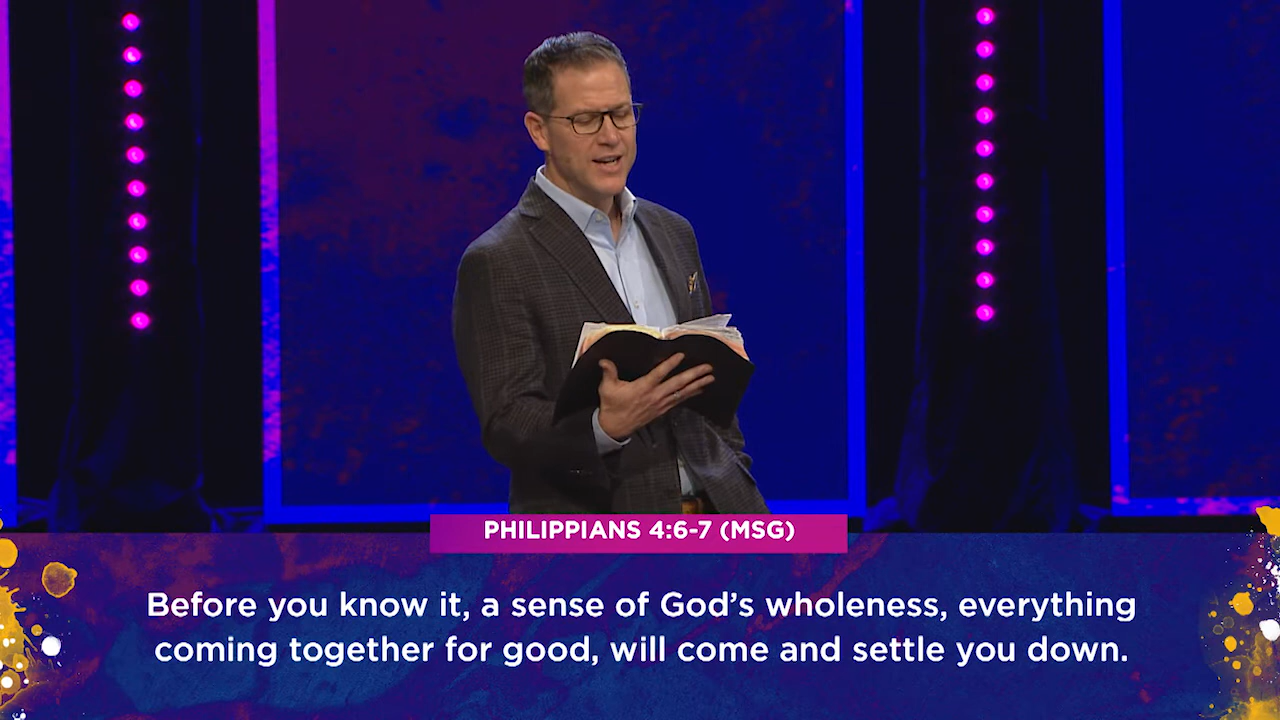 PHILIPPIANS 4:6-7 (MSG)
Before you know it, a sense of God’s wholeness, everything
coming together for good, will come and settle you down.